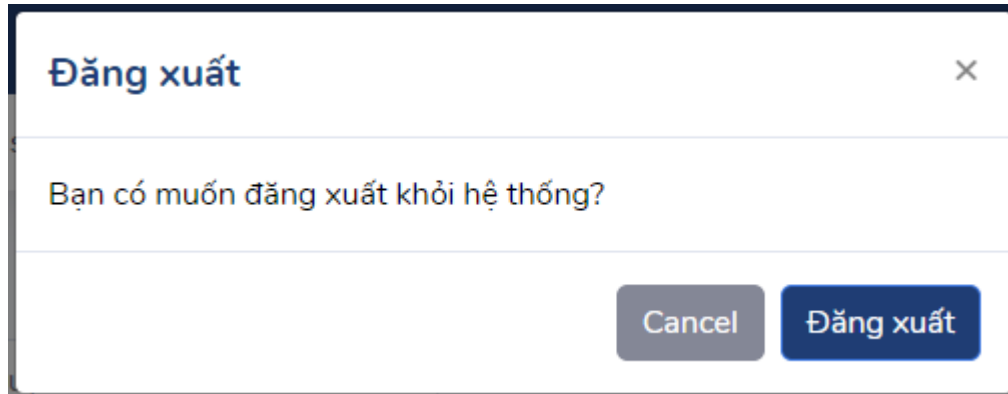 Đăng xuất
×
Bạn có muốn đăng xuất khỏi hệ thống?
Cancel
Đăng xuất